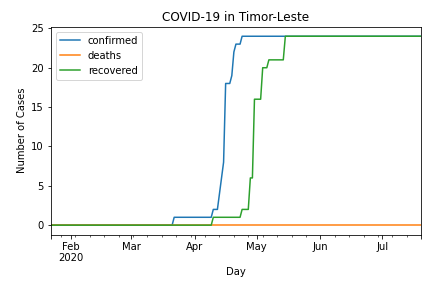 COVID-19 in Timor-Leste
confirmed
deaths
recovered
Number of Cases
25
20
15
10
5
0
Feb
2020
Mar
Apr
May
Jun
Jul
Day